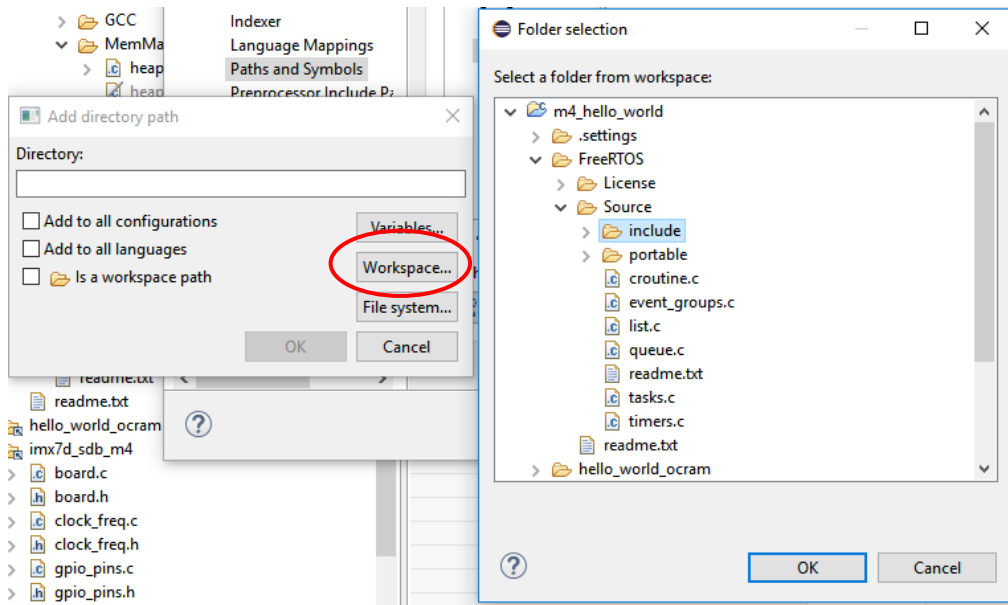 GCC
MemMa
heap
heap
Indexer
Language Mappings
Paths and Symbols
Preprocessor Include Pa
Add directory path
Directory:
Add to all configurations
Add to all languages
Is a workspace path
Variables...
Workspace...
File system...
OK
Cancel
readme.txt
readme.txt
hello_world_ocram
imx7d_sdb_m4
board.c
board.h
clock_freq.c
clock_freq.h
gpio_pins.c
gpio_pins.h
Folder selection
Select a folder from workspace:
m4_hello_world
.settings
FreeRTOS
License
Source
include
portable
croutine.c
event_groups.c
list.c
queue.c
readme.txt
tasks.c
timers.c
readme.txt
hello_world_ocram
OK
Cancel